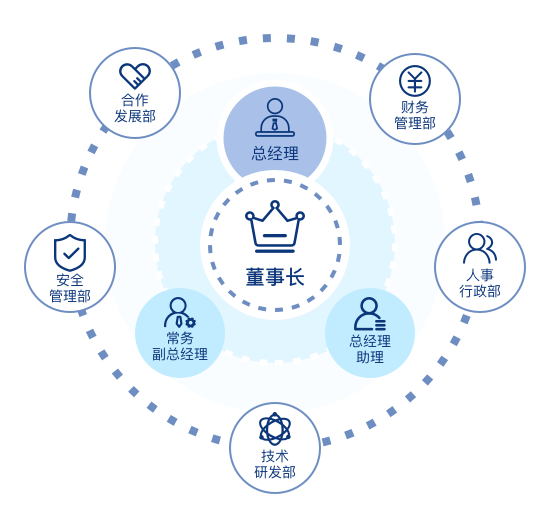 合作
发展部
财务
管理部
总经理
董事长
安全
管理部
人事
行政部
常务
副总经理
总经理
助理
技术
研发部